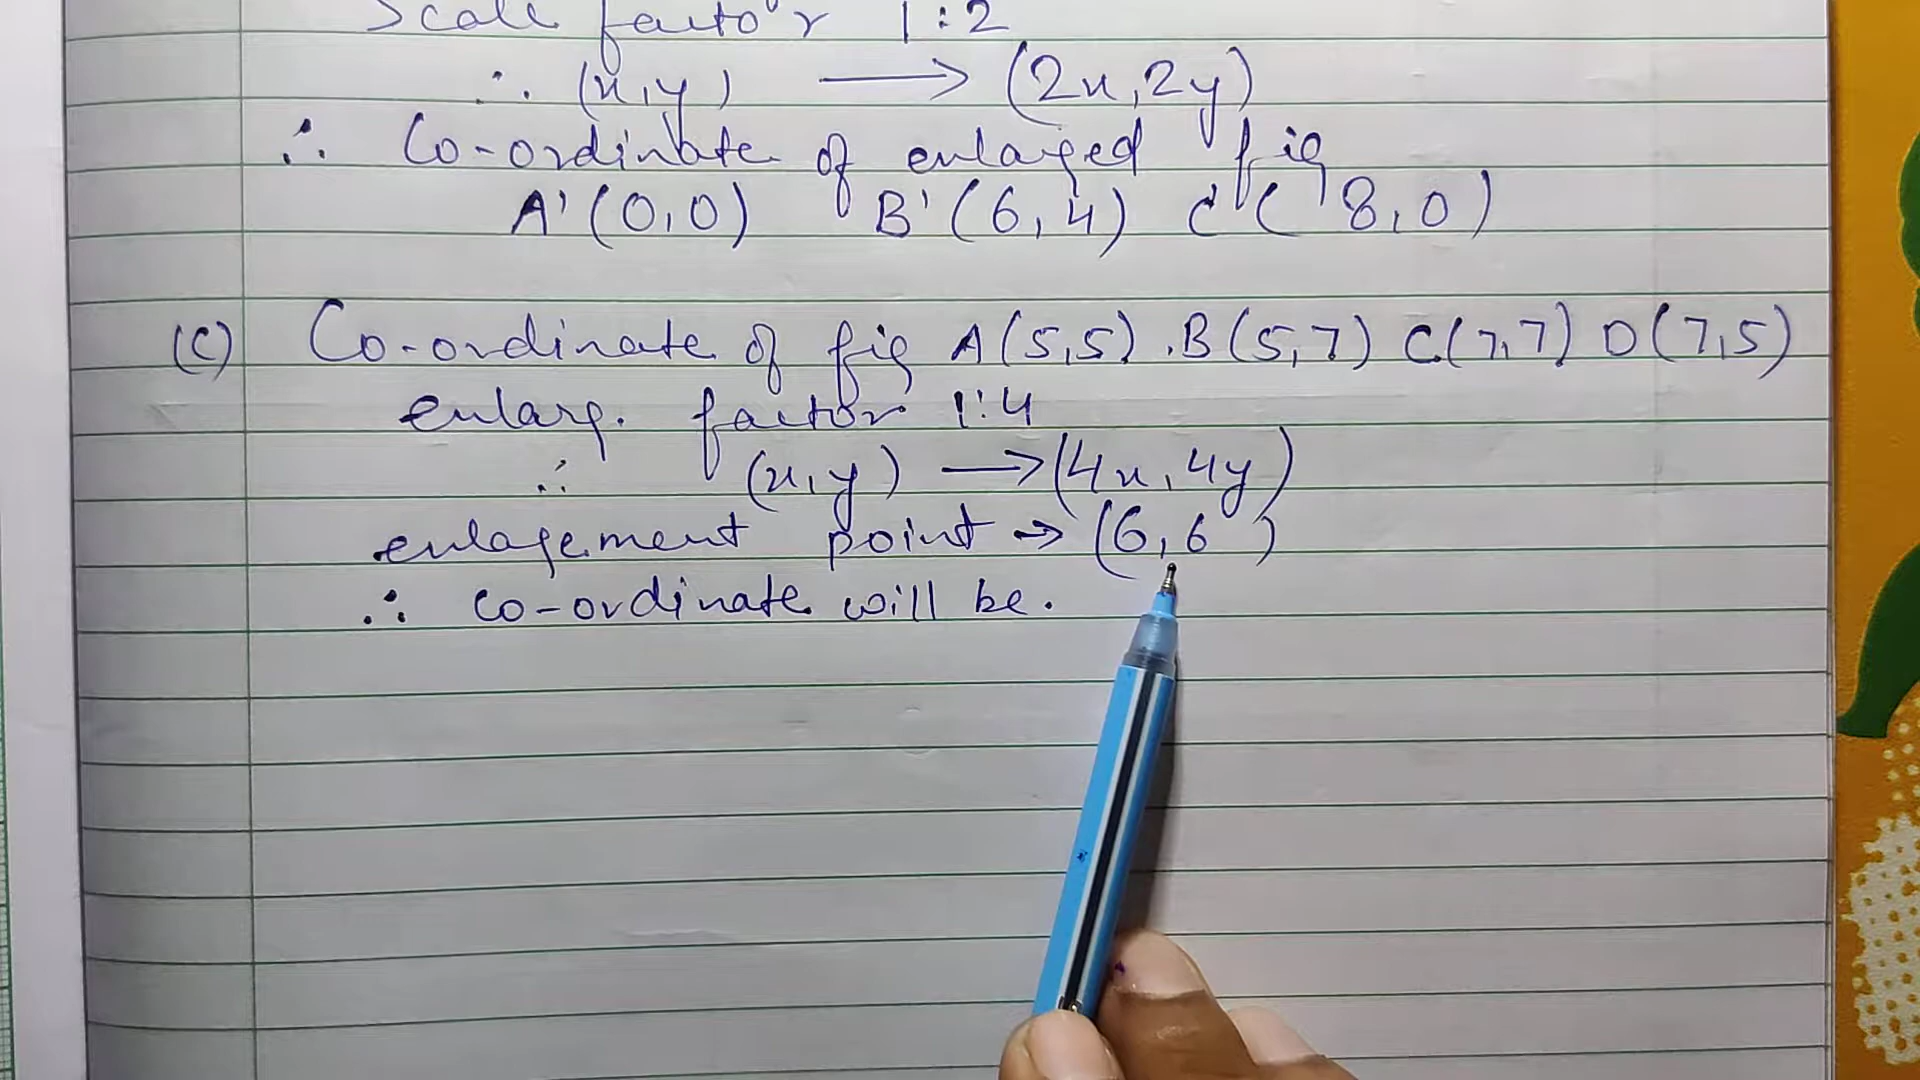 Scale factor 1:2
∴ (x,y) ⟶ (2x,2y)
∴ Co-ordinate of enlaged fig
A'(0,0) B'(6,4) C'(8,0)
(C) Co-ordinate of fig A(5,5). B(5,7) C(7,7) D(7,5)
enlarg. factor 1:4
∴ (x,y) ⟶ (4x,4y)
enlagement point → (6,6)
∴ co-ordinate will be.